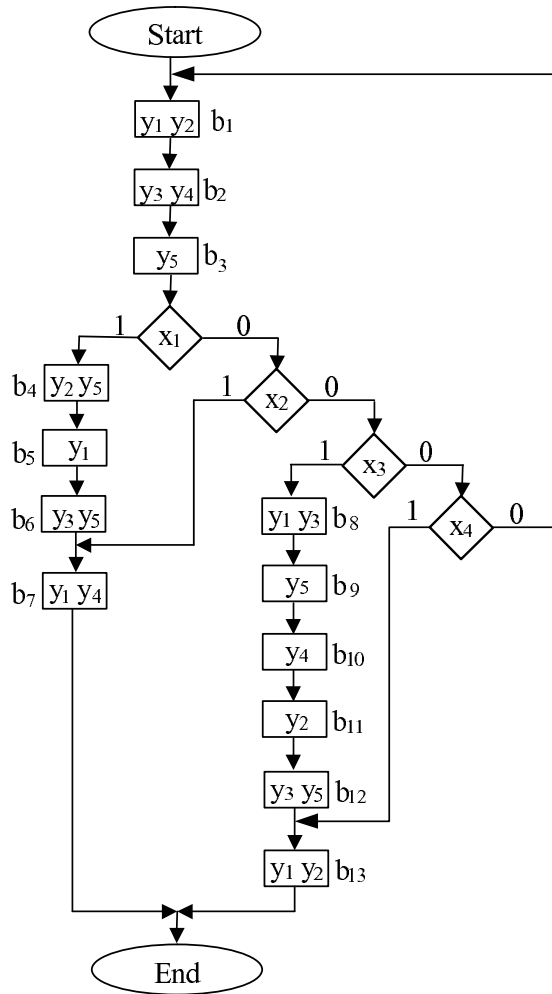 Start
y₁ y₂ b₁
y₃ y₄ b₂
y₅ b₃
1 x₁ 0
b₄ y₂ y₅
1 x₂ 0
b₅ y₁
1 x₃ 0
b₆ y₃ y₅
y₁ y₃ b₈
1 x₄ 0
b₇ y₁ y₄
y₅ b₉
y₄ b₁₀
y₂ b₁₁
y₃ y₅ b₁₂
y₁ y₂ b₁₃
End